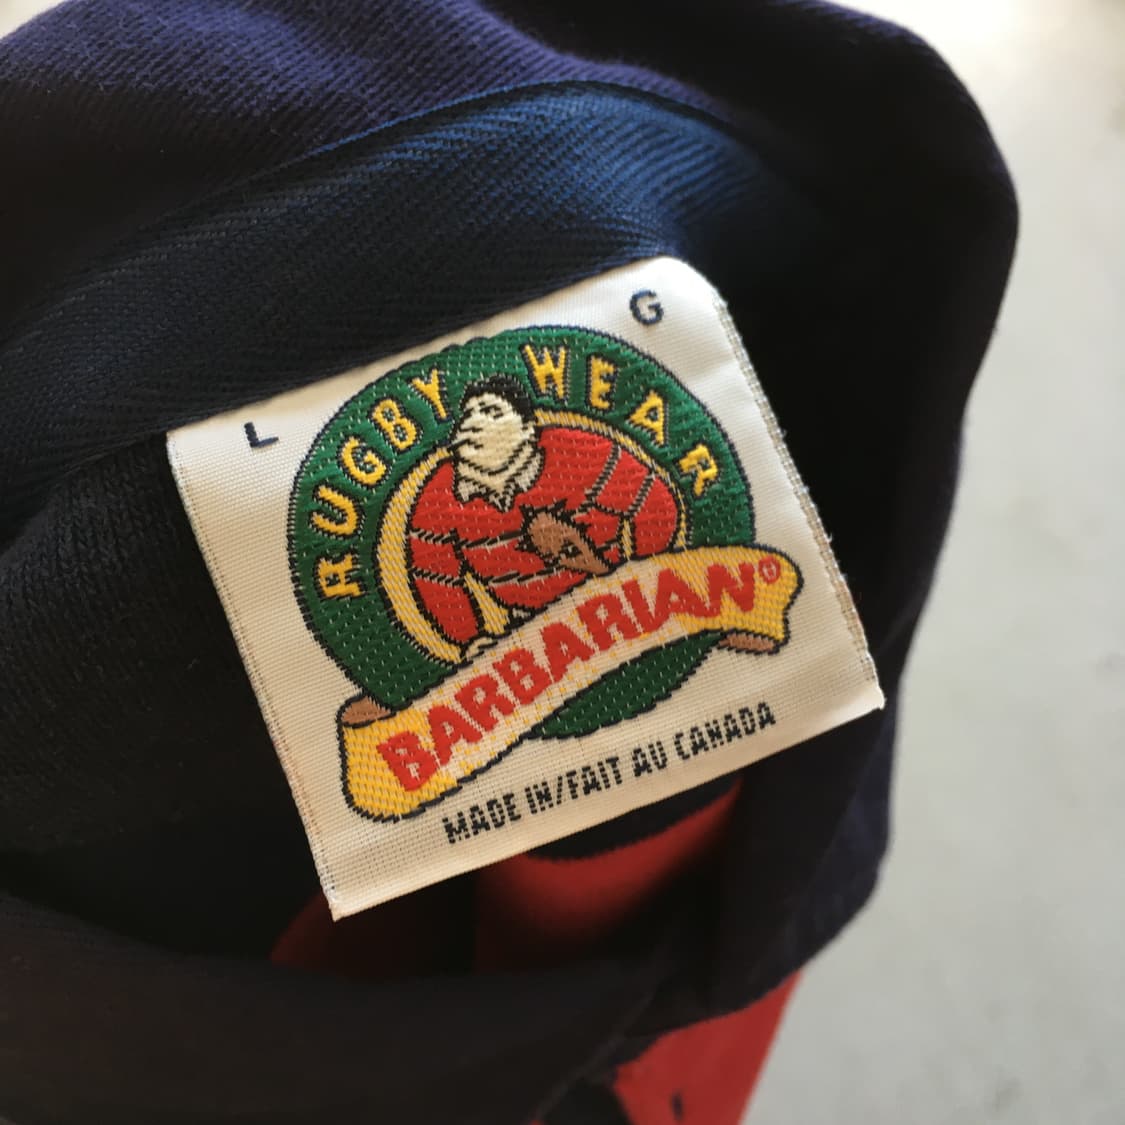 L G
RUGBY WEAR
BARBARIAN®
MADE IN/FAIT AU CANADA